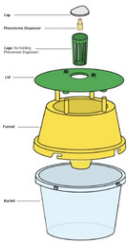 Cap
Pheromone Dispenser
Cage for holding
Pheromone Dispenser
Lid
Funnel
Bucket